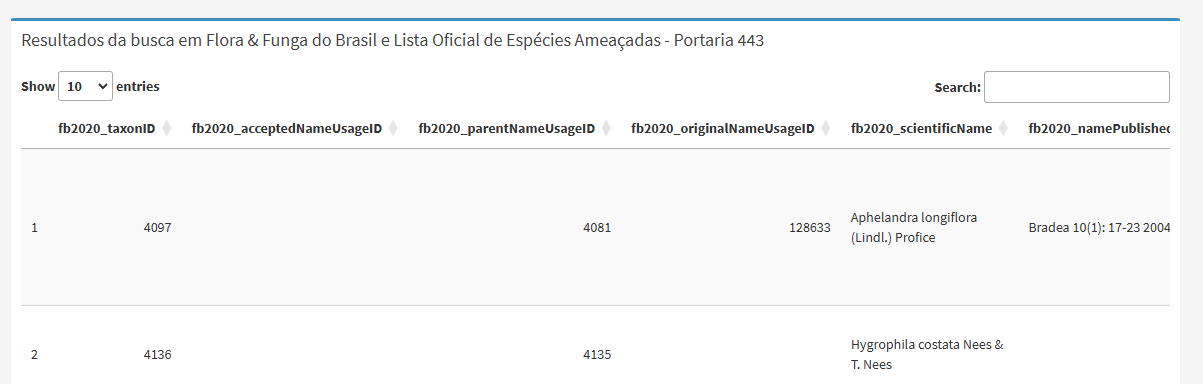 Resultados da busca em Flora & Funga do Brasil e Lista Oficial de Espécies Ameaçadas - Portaria 443
Show 10 entries
Search:
fb2020_taxonID fb2020_acceptedNameUsageID fb2020_parentNameUsageID fb2020_originalNameUsageID fb2020_scientificName fb2020_namePublished
1 4097 4081 128633 Aphelandra longiflora (Lindl.) Profice Bradea 10(1): 17-23 2004
2 4136 4135 Hygrophila costata Nees & T. Nees